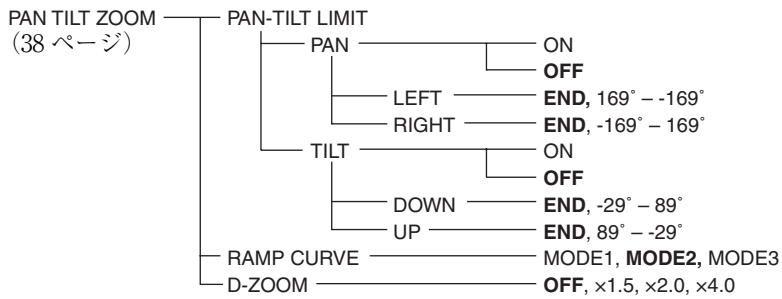 PAN TILT ZOOM PAN-TILT LIMIT
(38 ページ) PAN ON
OFF
LEFT END, 169° – -169°
RIGHT END, -169° – 169°
TILT ON
OFF
DOWN END, -29° – 89°
UP END, 89° – -29°
RAMP CURVE MODE1, MODE2, MODE3
D-ZOOM OFF, ×1.5, ×2.0, ×4.0